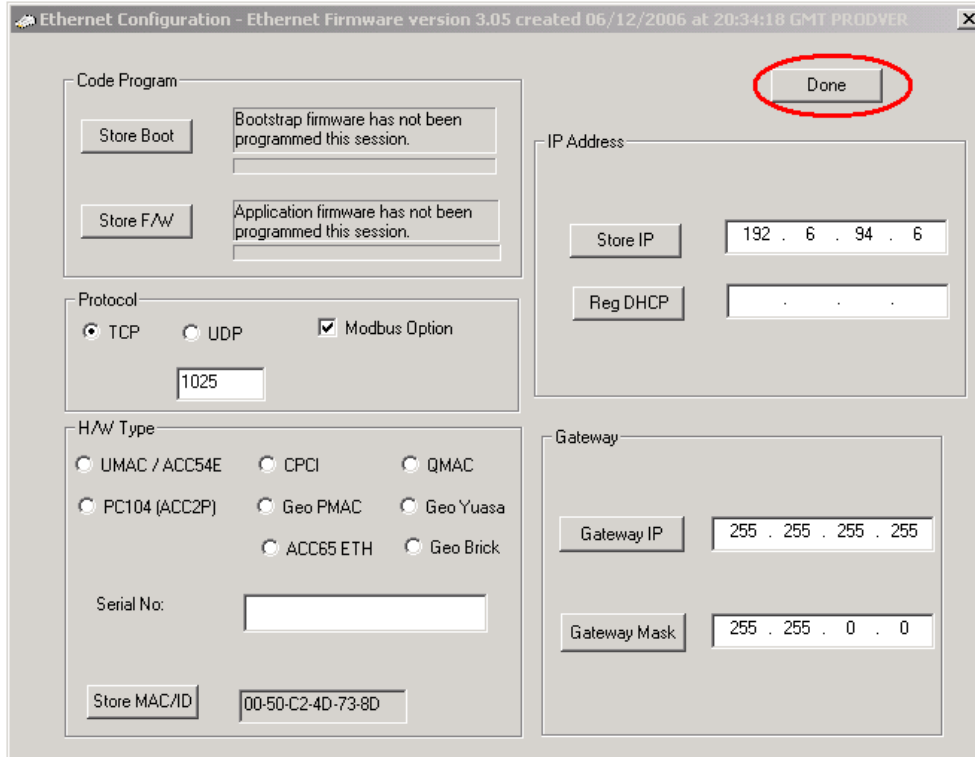 Ethernet Configuration - Ethernet Firmware version 3.05 created 06/12/2006 at 20:34:18 GMT PRODVER
Code Program
Store Boot
Bootstrap firmware has not been
programmed this session.
Store F/W
Application firmware has not been
programmed this session.
Done
IP Address
Store IP
192 . 6 . 94 . 6
Reg DHCP
. . .
Protocol
TCP
UDP
Modbus Option
1025
H/W Type
UMAC / ACC54E
CPCI
QMAC
PC104 (ACC2P)
Geo PMAC
Geo Yuasa
ACC65 ETH
Geo Brick
Serial No:
Store MAC/ID
00-50-C2-4D-73-8D
Gateway
Gateway IP
255 . 255 . 255 . 255
Gateway Mask
255 . 255 . 0 . 0